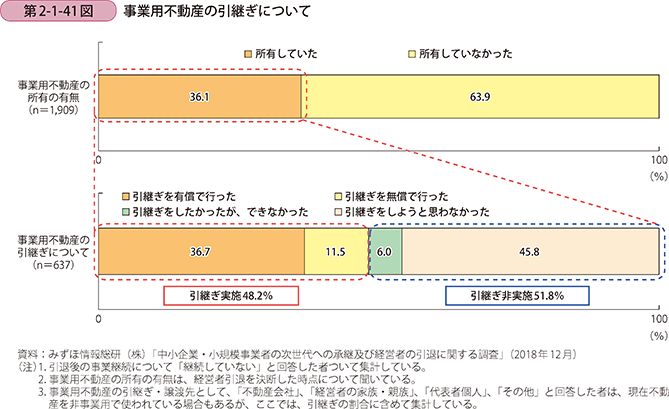 第2-1-41図 事業用不動産の引継ぎについて
所有していた 所有していなかった
事業用不動産の
所有の有無
(n=1,909)
36.1 63.9
0 100
(%)
引継ぎを有償で行った 引継ぎを無償で行った
引継ぎをしたかったが、できなかった 引継ぎをしようと思わなかった
事業用不動産の
引継ぎについて
(n=637)
36.7 11.5 6.0 45.8
引継ぎ実施48.2% 引継ぎ非実施51.8%
0 100
(%)
資料:みずほ情報総研(株)「中小企業・小規模事業者の次世代への承継及び経営者の引退に関する調査」(2018年12月)
(注)1. 引退後の事業継続について「継続していない」と回答した者ついて集計している。
2. 事業用不動産の所有の有無は、経営者引退を決断した時点について聞いている。
3. 事業用不動産の引継ぎ・譲渡先として、「不動産会社」、「経営者の家族・親族」、「代表者個人」、「その他」と回答した者は、現在不動
産を非事業用で使われている場合もあるが、ここでは、引継ぎの割合に含めて集計している。